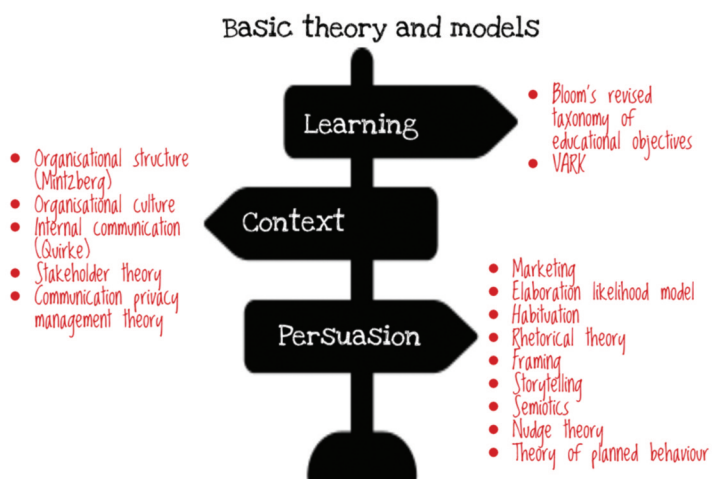 Basic theory and models
Learning
• Bloom's revised
taxonomy of
educational objectives
• VARK
Context
• Organisational structure
(Mintzberg)
• Organisational culture
• Internal communication
(Quirke)
• Stakeholder theory
• Communication privacy
management theory
Persuasion
• Marketing
• Elaboration likelihood model
• Habituation
• Rhetorical theory
• Framing
• Storytelling
• Semiotics
• Nudge theory
• Theory of planned behaviour